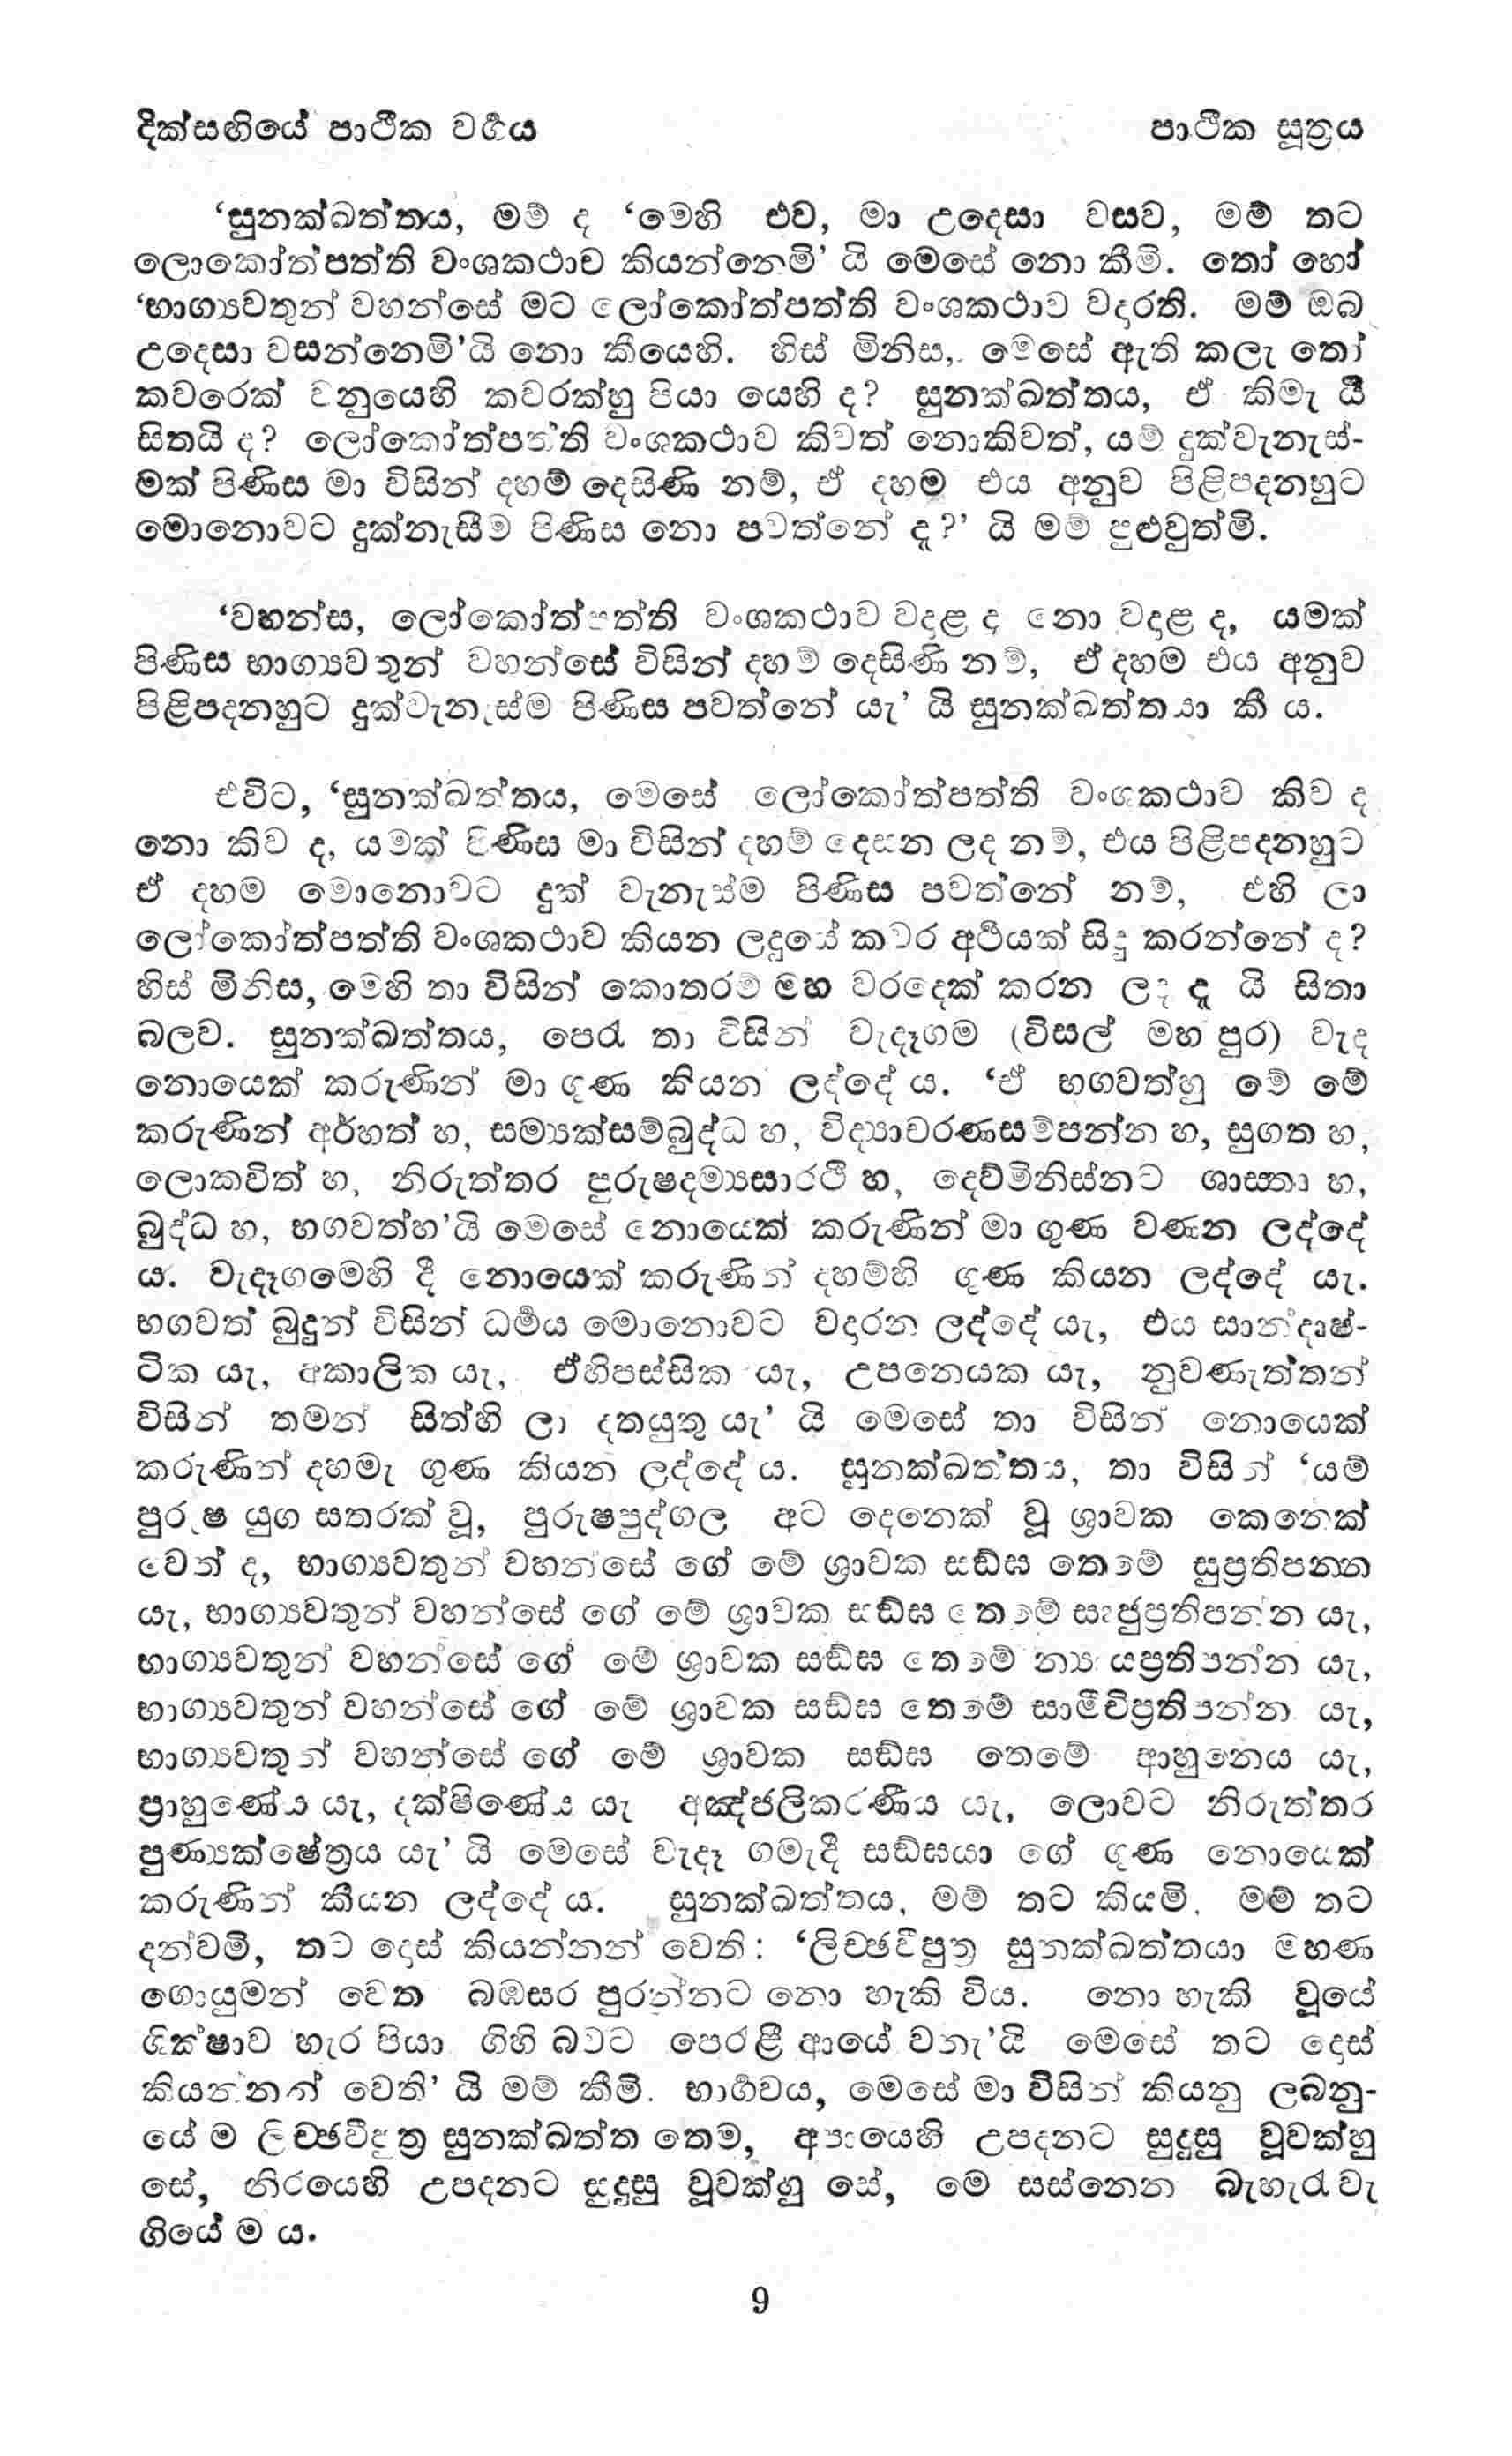 දික්සඟියේ පාථික වර්‍ගය
පාථික සූත්‍රය
‘සුනක්ඛත්තය, මම් ද ‘මෙහි එව, මා උදෙසා වසව, මම් තට
ලොකෝත්පත්ති වංශකථාව කියන්නෙමි’ යි මෙසේ නො කීමි. තෝ හෝ
‘භාග්‍යවතුන් වහන්සේ මට ලෝකෝත්පත්ති වංශකථාව වදාරති. මම් ඔබ
උදෙසා වසන්නෙමි’යි නො කීයෙහි. හිස් මිනිස, මෙසේ ඇති කලැ තෝ
කවරෙක් වනුයෙහි කවරක්හු පියා යෙහි ද? සුනක්ඛත්තය, ඒ කිමැ යි
සිතයි ද? ලෝකෝත්පත්ති වංශකථාව කිවත් නොකිවත්, යම් දුක්වැනැස්-
මක් පිණිස මා විසින් දහම් දෙසිණි නම්, ඒ දහම එය අනුව පිළිපදනහුට
මොනොවට දුක්නැසීම පිණිස නො පවත්නේ දැ?’ යි මම් පුළුවුත්මි.
‘වහන්ස, ලෝකෝත්පත්ති වංශකථාව වදාළ ද නො වදාළ ද, යමක්
පිණිස භාග්‍යවතුන් වහන්සේ විසින් දහම් දෙසිණි නම්, ඒ දහම එය අනුව
පිළිපදනහුට දුක්වැනැස්ම පිණිස පවත්නේ යැ’ යි සුනක්ඛත්තයා කී ය.
එවිට, ‘සුනක්ඛත්තය, මෙසේ ලෝකෝත්පත්ති වංශකථාව කිව ද
නො කිව ද, යමක් පිණිස මා විසින් දහම් දෙසන ලද නම්, එය පිළිපදනහුට
ඒ දහම මොනොවට දුක් වැනැස්ම පිණිස පවත්නේ නම්, එහි ලා
ලෝකෝත්පත්ති වංශකථාව කියන ලදුයේ කවර අර්‍ථයක් සිදු කරන්නේ ද?
හිස් මිනිස, මෙහි තා විසින් කොතරම් මහ වරදෙක් කරන ලද දැ යි සිතා
බලව. සුනක්ඛත්තය, පෙරැ තා විසින් වැදෑගම (විසල් මහ පුර) වැද
නොයෙක් කරුණින් මා ගුණ කියන ලද්දේ ය. ‘ඒ භගවත්හු මේ මේ
කරුණින් අර්හත් හ, සම්‍යක්සම්බුද්ධ හ, විද්‍යාචරණසම්පන්න හ, සුගත හ,
ලොකවිත් හ, නිරුත්තර පුරුෂදම්‍යසාරථි හ, දෙව්මිනිස්නට ශාස්තෘ හ,
බුද්ධ හ, භගවත්හ’යි මෙසේ නොයෙක් කරුණින් මා ගුණ වණන ලද්දේ
ය. වැදෑගමෙහි දී නොයෙක් කරුණින් දහම්හි ගුණ කියන ලද්දේ යැ.
භගවත් බුදුන් විසින් ධර්‍මය මොනොවට වදාරන ලද්දේ යැ, එය සාන්දෘෂ්-
ටික යැ, අකාලික යැ, ඒහිපස්සික යැ, උපනෙයක යැ, නුවණැත්තන්
විසින් තමන් සිත්හි ලා දතයුතු යැ’ යි මෙසේ තා විසින් නොයෙක්
කරුණින් දහමැ ගුණ කියන ලද්දේ ය. සුනක්ඛත්තය, තා විසින් ‘යම්
පුරුෂ යුග සතරක් වූ, පුරුෂපුද්ගල අට දෙනෙක් වූ ශ්‍රාවක කෙනෙක්
වෙත් ද, භාග්‍යවතුන් වහන්සේ ගේ මේ ශ්‍රාවක සඞ්ඝ තෙමේ සුප්‍රතිපන්න
යැ, භාග්‍යවතුන් වහන්සේ ගේ මේ ශ්‍රාවක සඞ්ඝ තෙමේ සෘජුප්‍රතිපන්න යැ,
භාග්‍යවතුන් වහන්සේ ගේ මේ ශ්‍රාවක සඞ්ඝ තෙමේ න්‍යායප්‍රතිපන්න යැ,
භාග්‍යවතුන් වහන්සේ ගේ මේ ශ්‍රාවක සඞ්ඝ තෙමේ සාමීචිප්‍රතිපන්න යැ,
භාග්‍යවතුන් වහන්සේ ගේ මේ ශ්‍රාවක සඞ්ඝ තෙමේ ආහුනෙය යැ,
ප්‍රාහුණේය යැ, දක්ෂිණේය යැ අඤ්ජලිකරණීය යැ, ලොවට නිරුත්තර
පුණ්‍යක්ෂේත්‍රය යැ’ යි මෙසේ වැදෑ ගමැදී සඞ්ඝයා ගේ ගුණ නොයෙක්
කරුණින් කියන ලද්දේ ය. සුනක්ඛත්තය, මම් තට කියමි, මම් තට
දන්වමි, තට දොස් කියන්නන් වෙති: ‘ලිච්ඡවීපුත්‍ර සුනක්ඛත්තයා මහණ
ගොයුමන් වෙත බඹසර පුරන්නට නො හැකි විය. නො හැකි වූයේ
ශික්ෂාව හැර පියා ගිහි බවට පෙරළී ආයේ වනැ’යි මෙසේ තට දොස්
කියන්නන් වෙති’ යි මම් කීමි. භාර්‍ගවය, මෙසේ මා විසින් කියනු ලබනු-
යේ ම ලිච්ඡවීපුත්‍ර සුනක්ඛත්ත තෙම, අපායෙහි උපදනට සුදුසු වූවක්හු
සේ, නිරයෙහි උපදනට සුදුසු වූවක්හු සේ, මෙ සස්නෙන බැහැරැ වැ
ගියේ ම ය.
9